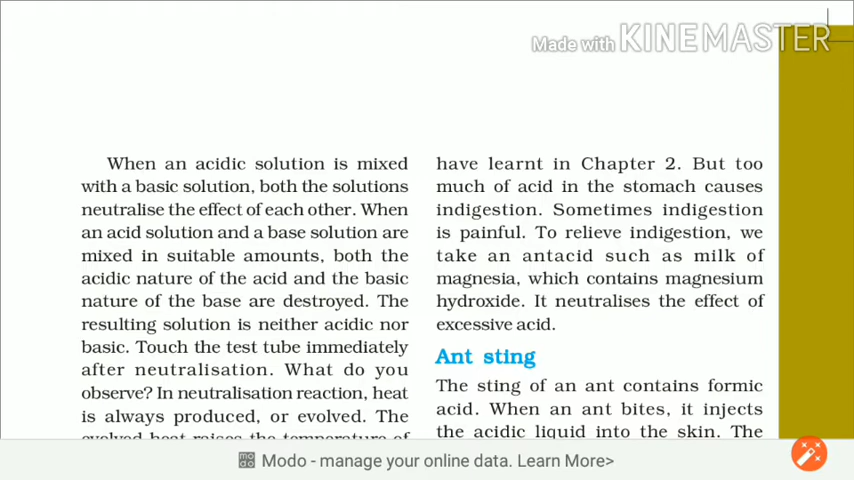 Made with KINEMASTER
When an acidic solution is mixed
with a basic solution, both the solutions
neutralise the effect of each other. When
an acid solution and a base solution are
mixed in suitable amounts, both the
acidic nature of the acid and the basic
nature of the base are destroyed. The
resulting solution is neither acidic nor
basic. Touch the test tube immediately
after neutralisation. What do you
observe? In neutralisation reaction, heat
is always produced, or evolved. The
evolved heat raises the temperature of
have learnt in Chapter 2. But too
much of acid in the stomach causes
indigestion. Sometimes indigestion
is painful. To relieve indigestion, we
take an antacid such as milk of
magnesia, which contains magnesium
hydroxide. It neutralises the effect of
excessive acid.
Ant sting
The sting of an ant contains formic
acid. When an ant bites, it injects
the acidic liquid into the skin. The
modo Modo - manage your online data. Learn More>